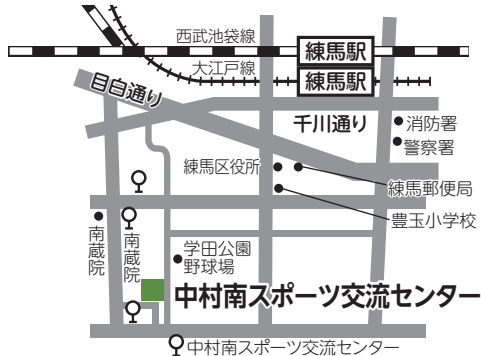 西武池袋線
練馬駅
大江戸線
練馬駅
目白通り
千川通り
消防署
警察署
練馬区役所
練馬郵便局
豊玉小学校
南蔵院
南蔵院
学田公園
野球場
中村南スポーツ交流センター
中村南スポーツ交流センター